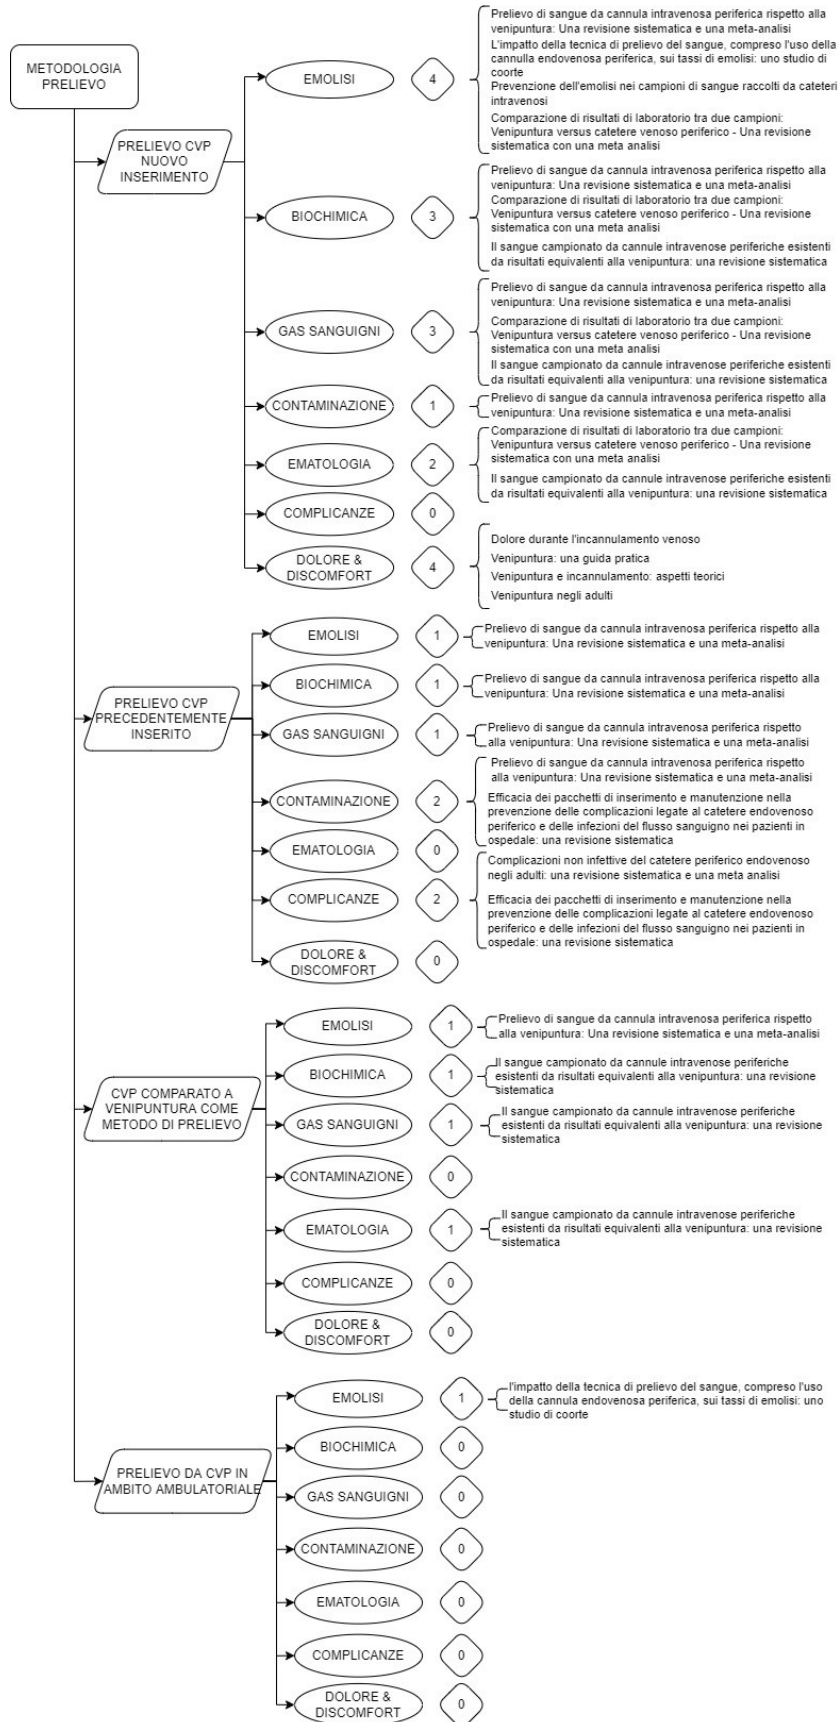 METODOLOGIA
PRELIEVO
PRELIEVO CVP
NUOVO
INSERIMENTO
EMOLISI
4
Prelievo di sangue da cannula intravenosa periferica rispetto alla
venipuntura: Una revisione sistematica e una meta-analisi
L'impatto della tecnica di prelievo del sangue, compreso l'uso della
cannulla endovenosa periferica, sui tassi di emolisi: uno studio di
coorte
Prevenzione dell'emolisi nei campioni di sangue raccolti da cateteri
intravenosi
Comparazione di risultati di laboratorio tra due campioni:
Venipuntura versus catetere venoso periferico - Una revisione
sistematica con una meta analisi
BIOCHIMICA
3
Prelievo di sangue da cannula intravenosa periferica rispetto alla
venipuntura: Una revisione sistematica e una meta-analisi
Comparazione di risultati di laboratorio tra due campioni:
Venipuntura versus catetere venoso periferico - Una revisione
sistematica con una meta analisi
Il sangue campionato da cannule intravenose periferiche esistenti
da risultati equivalenti alla venipuntura: una revisione sistematica
GAS SANGUIGNI
3
Prelievo di sangue da cannula intravenosa periferica rispetto alla
venipuntura: Una revisione sistematica e una meta-analisi
Comparazione di risultati di laboratorio tra due campioni:
Venipuntura versus catetere venoso periferico - Una revisione
sistematica con una meta analisi
Il sangue campionato da cannule intravenose periferiche esistenti
da risultati equivalenti alla venipuntura: una revisione sistematica
CONTAMINAZIONE
1
Prelievo di sangue da cannula intravenosa periferica rispetto alla
venipuntura: Una revisione sistematica e una meta-analisi
EMATOLOGIA
2
Comparazione di risultati di laboratorio tra due campioni:
Venipuntura versus catetere venoso periferico - Una revisione
sistematica con una meta analisi
Il sangue campionato da cannule intravenose periferiche esistenti
da risultati equivalenti alla venipuntura: una revisione sistematica
COMPLICANZE
0
DOLORE &
DISCOMFORT
4
Dolore durante l'incannulamento venoso
Venipuntura: una guida pratica
Venipuntura e incannulamento: aspetti teorici
Venipuntura negli adulti
PRELIEVO CVP
PRECEDENTEMENTE
INSERITO
EMOLISI
1
Prelievo di sangue da cannula intravenosa periferica rispetto alla
venipuntura: Una revisione sistematica e una meta-analisi
BIOCHIMICA
1
Prelievo di sangue da cannula intravenosa periferica rispetto alla
venipuntura: Una revisione sistematica e una meta-analisi
GAS SANGUIGNI
1
Prelievo di sangue da cannula intravenosa periferica rispetto
alla venipuntura: Una revisione sistematica e una meta-analisi
CONTAMINAZIONE
2
Prelievo di sangue da cannula intravenosa periferica rispetto
alla venipuntura: Una revisione sistematica e una meta-analisi
Efficacia dei pacchetti di inserimento e manutenzione nella
prevenzione delle complicazioni legate al catetere endovenoso
periferico e delle infezioni del flusso sanguigno nei pazienti in
ospedale: una revisione sistematica
EMATOLOGIA
0
COMPLICANZE
2
Complicazioni non infettive del catetere periferico endovenoso
negli adulti: una revisione sistematica e una meta analisi
Efficacia dei pacchetti di inserimento e manutenzione nella
prevenzione delle complicazioni legate al catetere endovenoso
periferico e delle infezioni del flusso sanguigno nei pazienti in
ospedale: una revisione sistematica
DOLORE &
DISCOMFORT
0
CVP COMPARATO A
VENIPUNTURA COME
METODO DI PRELIEVO
EMOLISI
1
Prelievo di sangue da cannula intravenosa periferica rispetto
alla venipuntura: Una revisione sistematica e una meta-analisi
BIOCHIMICA
1
Il sangue campionato da cannule intravenose periferiche
esistenti da risultati equivalenti alla venipuntura: una revisione
sistematica
GAS SANGUIGNI
1
Il sangue campionato da cannule intravenose periferiche
esistenti da risultati equivalenti alla venipuntura: una revisione
sistematica
CONTAMINAZIONE
0
EMATOLOGIA
1
Il sangue campionato da cannule intravenose periferiche
esistenti da risultati equivalenti alla venipuntura: una revisione
sistematica
COMPLICANZE
0
DOLORE &
DISCOMFORT
0
PRELIEVO DA CVP IN
AMBITO AMBULATORIALE
EMOLISI
1
l'impatto della tecnica di prelievo del sangue, compreso l'uso
della cannula endovenosa periferica, sui tassi di emolisi: uno
studio di coorte
BIOCHIMICA
0
GAS SANGUIGNI
0
CONTAMINAZIONE
0
EMATOLOGIA
0
COMPLICANZE
0
DOLORE &
DISCOMFORT
0